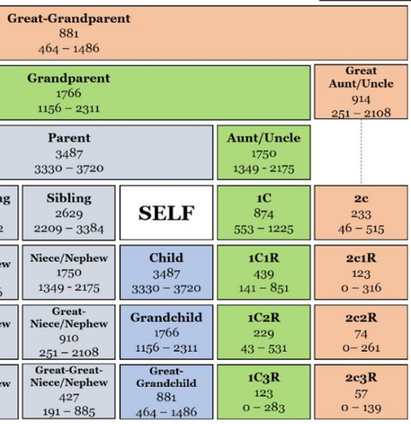 Great-Grandparent
881
464 – 1486
Grandparent
1766
1156 – 2311
Great
Aunt/Uncle
914
251 – 2108
Parent
3487
3330 – 3720
Aunt/Uncle
1750
1349 - 2175
ng
2
Sibling
2629
2209 – 3384
SELF
1C
874
553 – 1225
2c
233
46 – 515
ew
Niece/Nephew
1750
1349 - 2175
Child
3487
3330 – 3720
1C1R
439
141 – 851
2c1R
123
0 – 316
ew
Great-
Niece/Nephew
910
251 – 2108
Grandchild
1766
1156 – 2311
1C2R
229
43 – 531
2c2R
74
0– 261
ew
Great-Great-
Niece/Nephew
427
191 – 885
Great-
Grandchild
881
464 – 1486
1C3R
123
0 – 283
2c3R
57
0 – 139